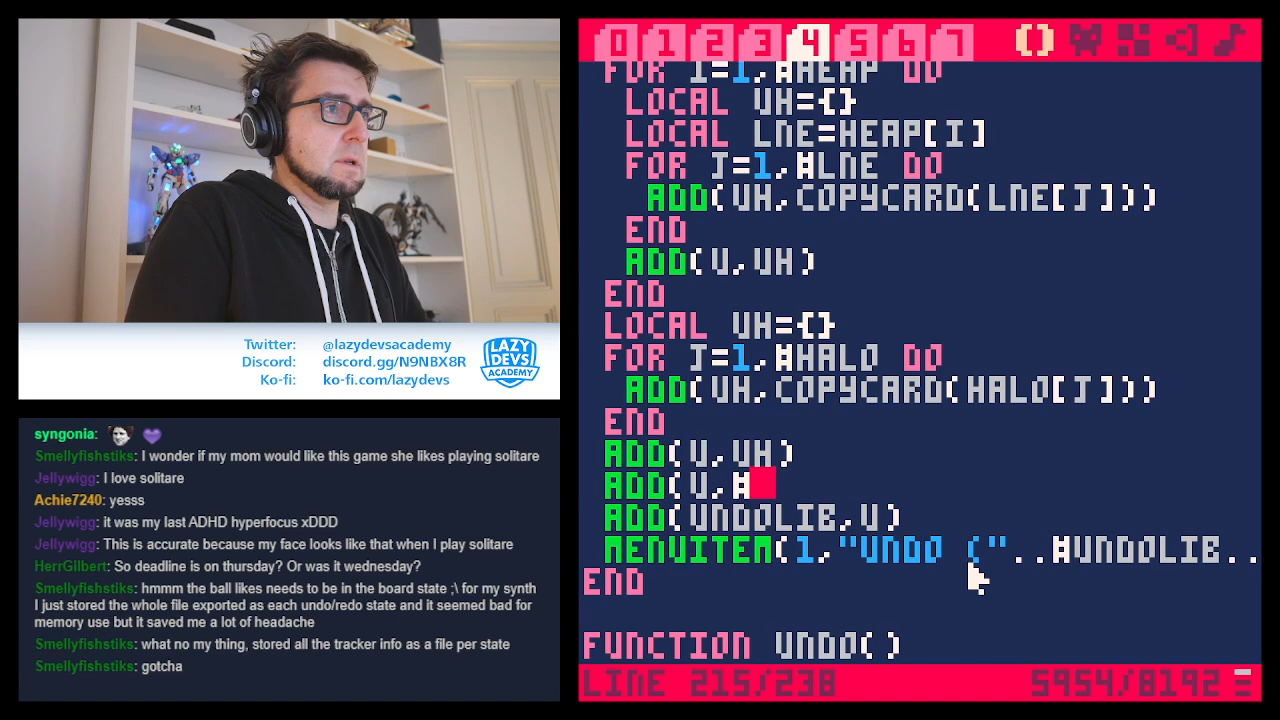 Twitter: @lazydevsacademy
Discord: discord.gg/N9NBX8R
Ko-fi: ko-fi.com/lazydevs
LAZY
DEVS
ACADEMY
syngonia:
Smellyfishstiks: I wonder if my mom would like this game she likes playing solitare
Jellywigg: I love solitare
Achie7240: yesss
Jellywigg: it was my last ADHD hyperfocus xDDD
Jellywigg: This is accurate because my face looks like that when I play solitare
HerrGilbert: So deadline is on thursday? Or was it wednesday?
Smellyfishstiks: hmmm the ball likes needs to be in the board state ;\ for my synth
I just stored the whole file exported as each undo/redo state and it seemed bad for
memory use but it saved me a lot of headache
Smellyfishstiks: what no my thing, stored all the tracker info as a file per state
Smellyfishstiks: gotcha
0 1 2 3 4 5 6 7 ()
FOR I=1,#HEAP DO
LOCAL UH={}
LOCAL LNE=HEAP[I]
FOR J=1,#LNE DO
ADD(UH,COPYCARD(LNE[J]))
END
ADD(U,UH)
END
LOCAL UH={}
FOR J=1,#HALO DO
ADD(UH,COPYCARD(HALO[J]))
END
ADD(U,UH)
ADD(U,#
ADD(UNDOLIB,U)
MENUITEM(1,"UNDO ("..#UNDOLIB..
END
FUNCTION UNDO()
LINE 215/238 5954/8192